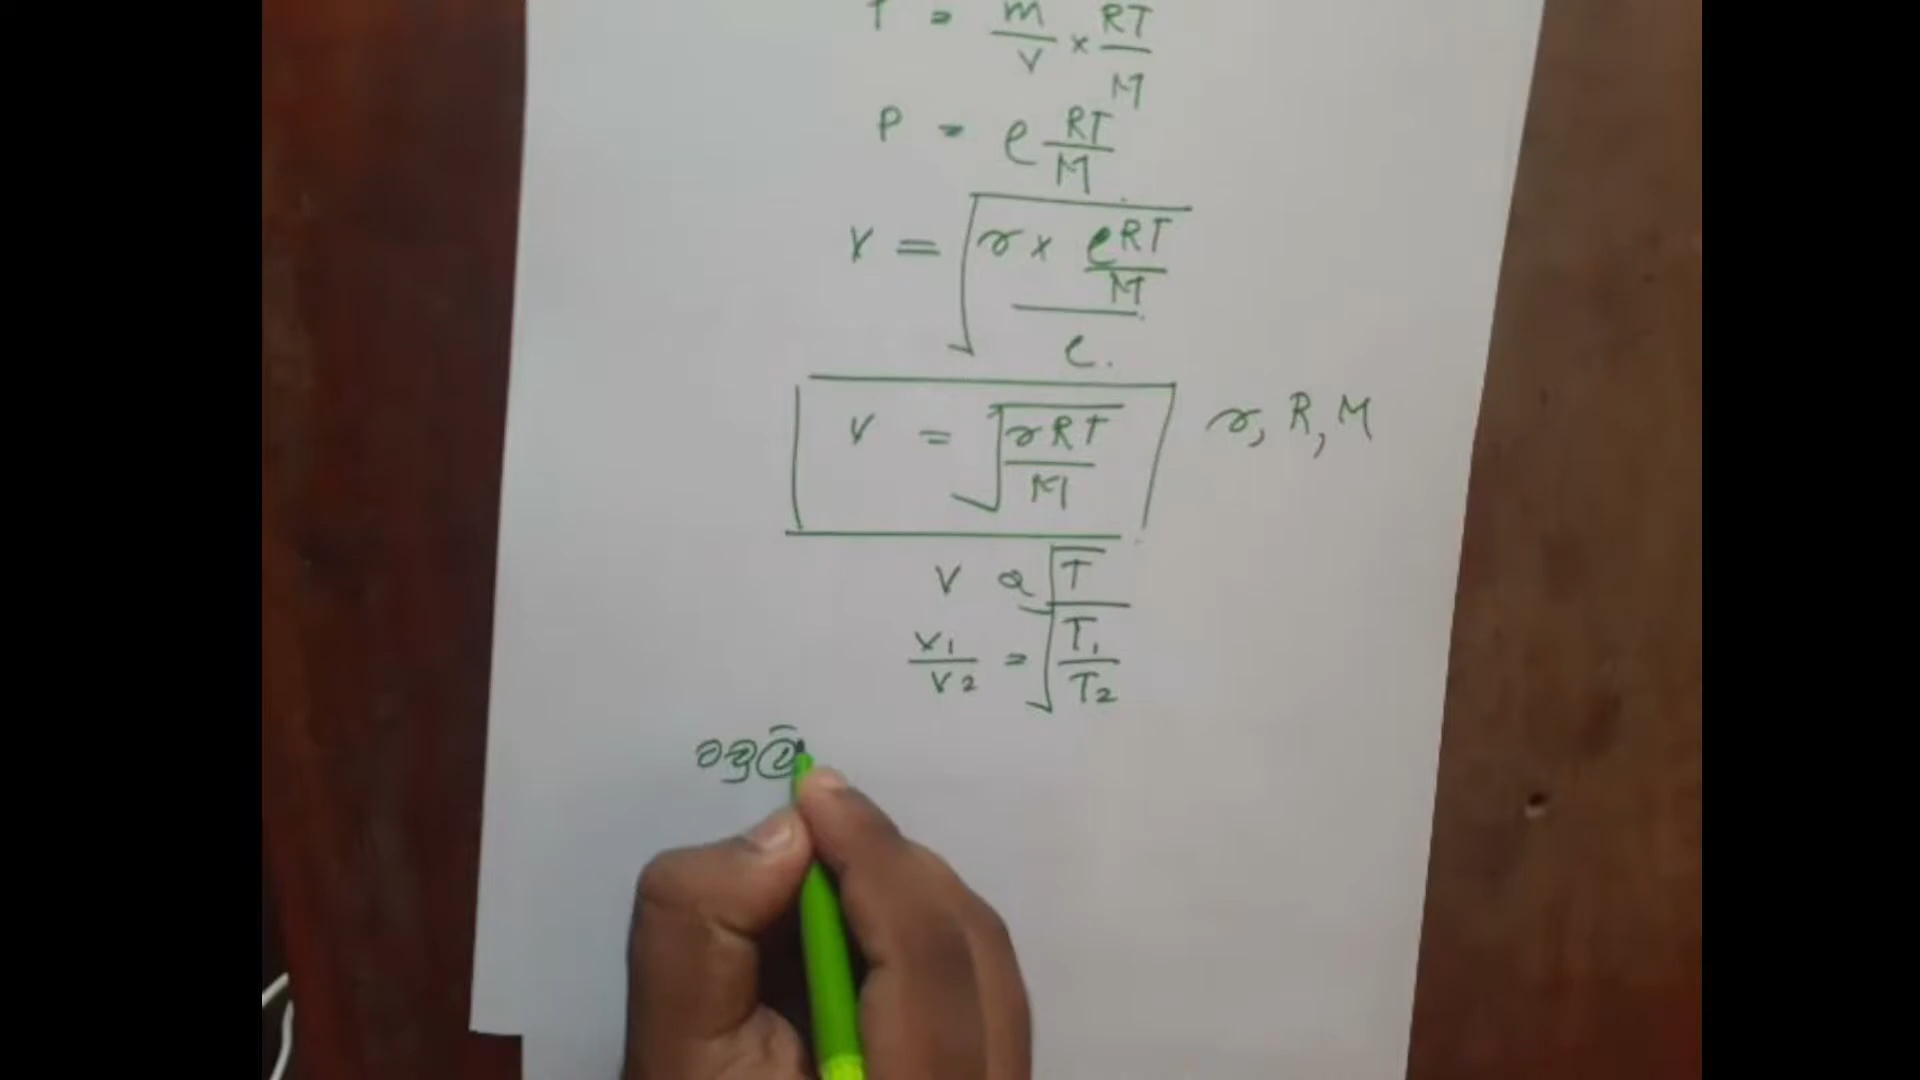 P = m/V × RT/M
P = ρ RT/M
V = √(γ × (ρRT/M)/ρ)
V = √(γRT/M) γ, R, M
V α √T
V1/V2 = √(T1/T2)